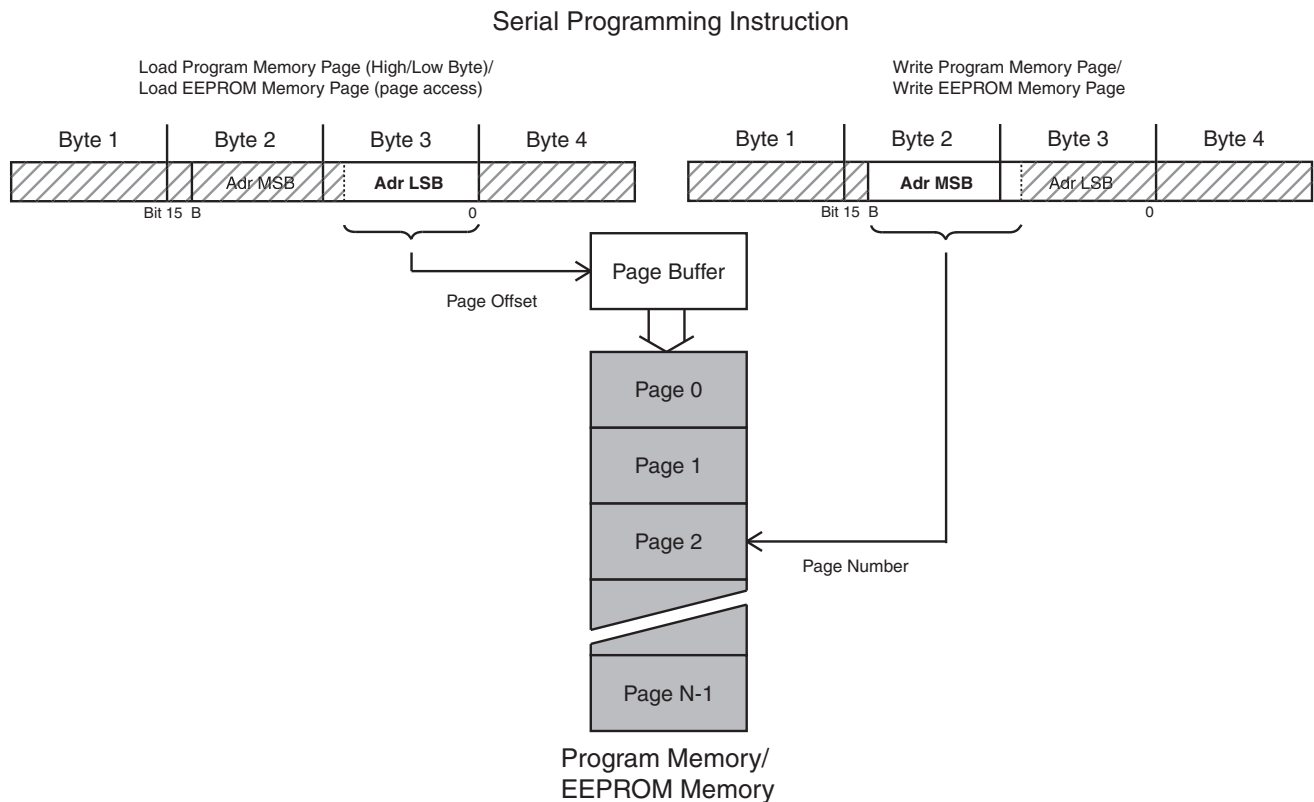 Serial Programming Instruction
Load Program Memory Page (High/Low Byte)/
Load EEPROM Memory Page (page access)
Write Program Memory Page/
Write EEPROM Memory Page
Byte 1 Byte 2 Byte 3 Byte 4
Byte 1 Byte 2 Byte 3 Byte 4
Adr MSB Adr LSB
Adr MSB Adr LSB
Bit 15 B 0
Bit 15 B 0
Page Buffer
Page Offset
Page 0
Page 1
Page 2
Page Number
Page N-1
Program Memory/
EEPROM Memory